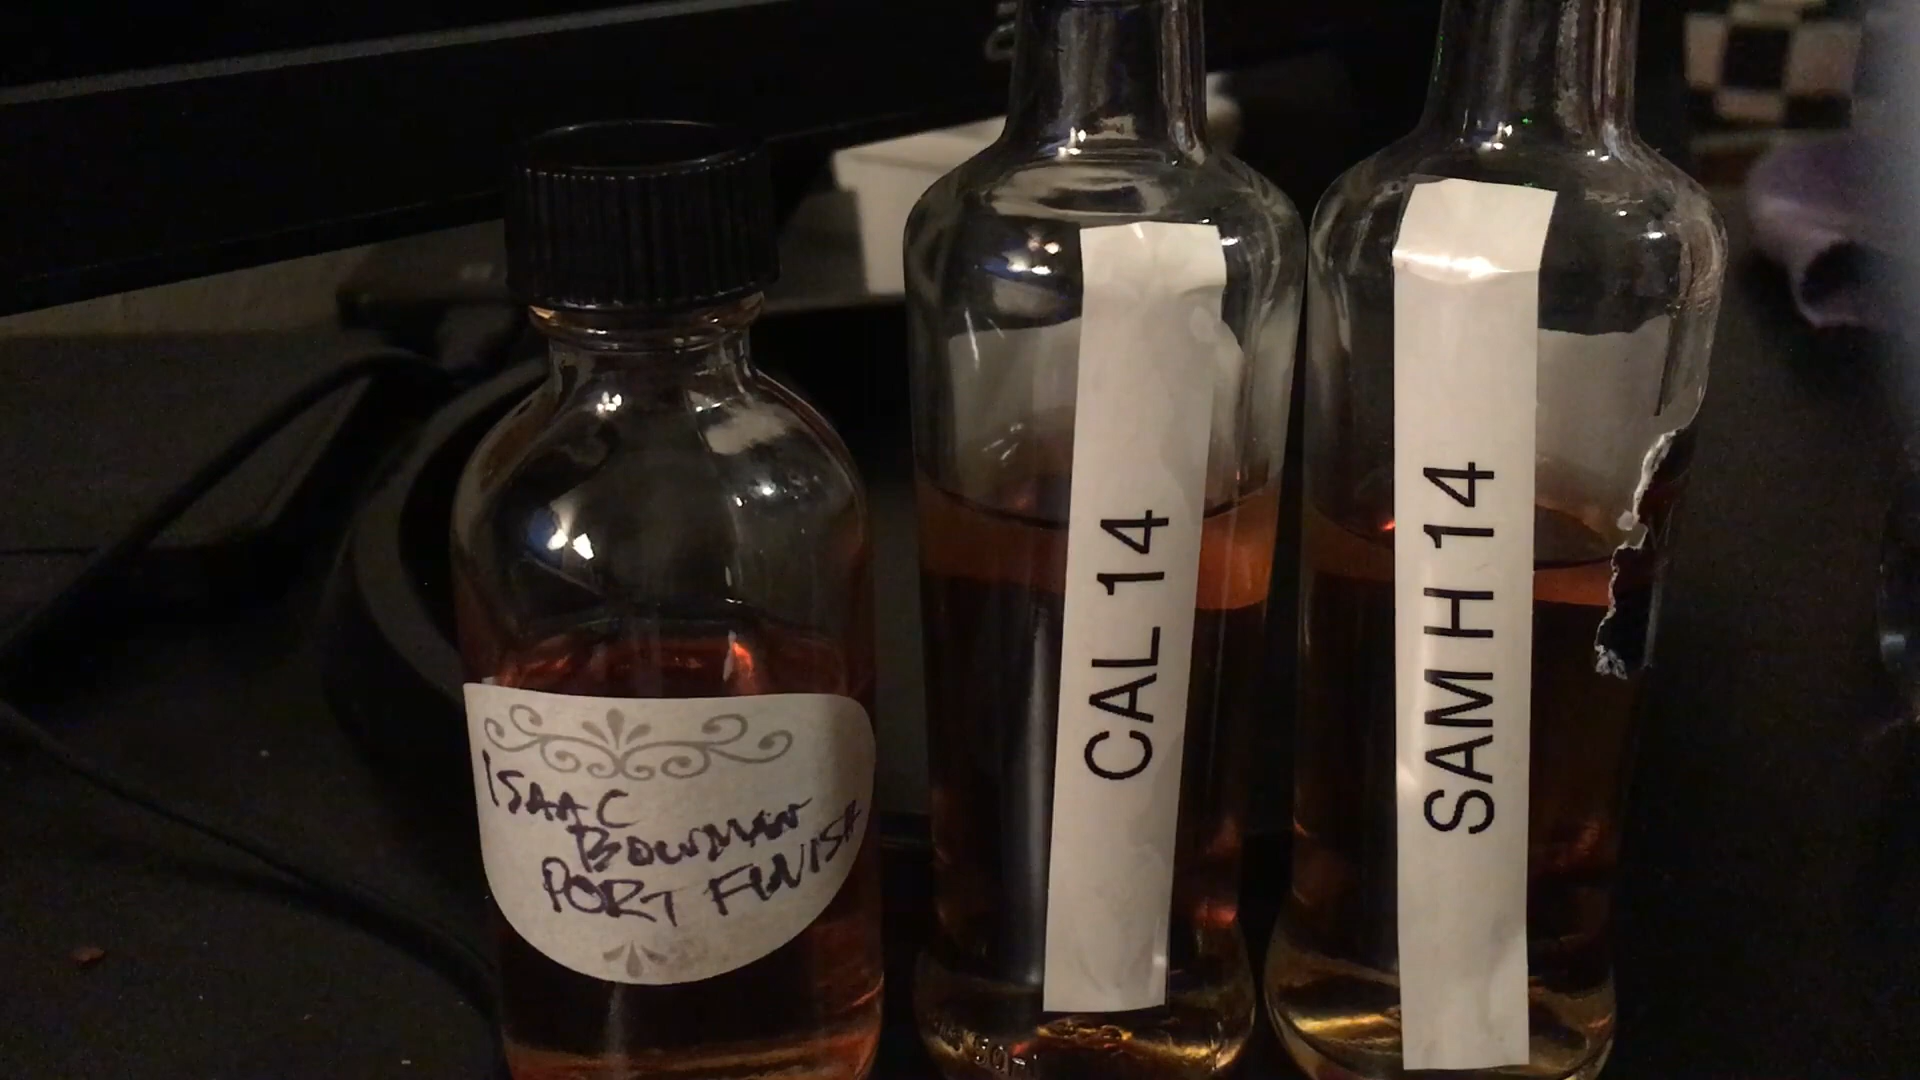 ISAAC
BOWMAN
PORT FINISH
CAL 14
SAM H 14